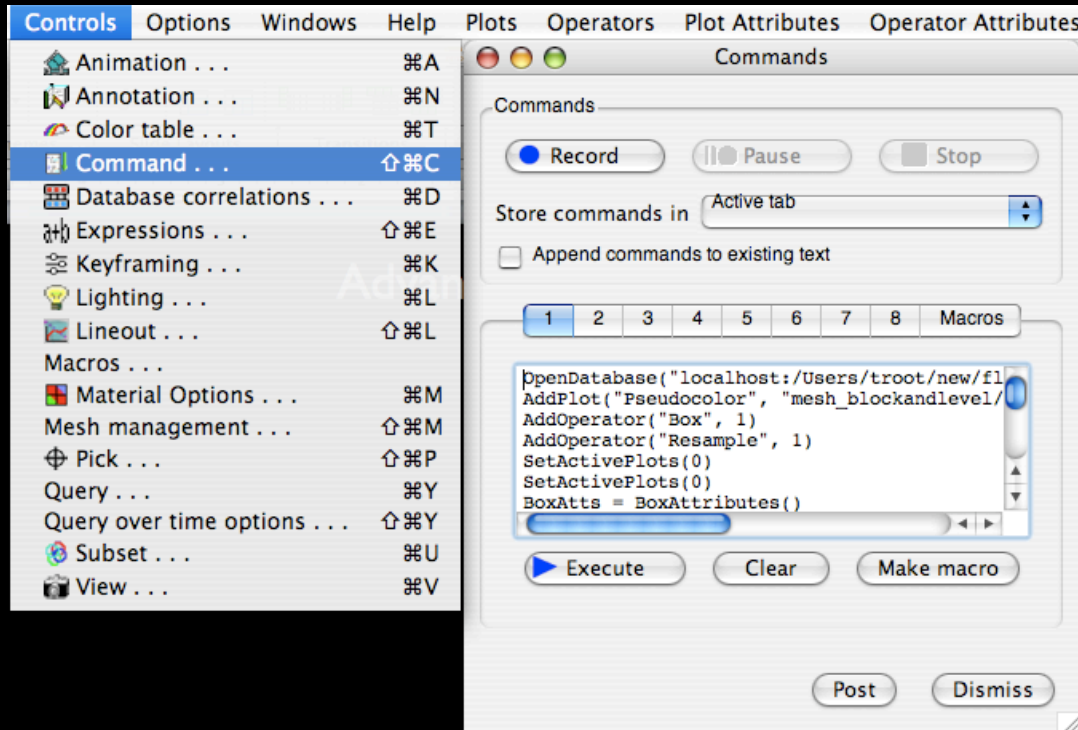 Controls Options Windows Help Plots Operators Plot Attributes Operator Attributes
Animation . . . ⌘A
Annotation . . . ⌘N
Color table . . . ⌘T
Command . . . ⇧⌘C
Database correlations . . . ⌘D
Expressions . . . ⇧⌘E
Keyframing . . . ⌘K
Lighting . . . ⌘L
Lineout . . . ⇧⌘L
Macros . . .
Material Options . . . ⌘M
Mesh management . . . ⇧⌘M
Pick . . . ⇧⌘P
Query . . . ⌘Y
Query over time options . . . ⇧⌘Y
Subset . . . ⌘U
View . . . ⌘V
Advan
Commands
Commands
Record Pause Stop
Store commands in Active tab
Append commands to existing text
1 2 3 4 5 6 7 8 Macros
OpenDatabase("localhost:/Users/troot/new/fl
AddPlot("Pseudocolor", "mesh_blockandlevel/
AddOperator("Box", 1)
AddOperator("Resample", 1)
SetActivePlots(0)
SetActivePlots(0)
BoxAtts = BoxAttributes()
Execute Clear Make macro
Post Dismiss